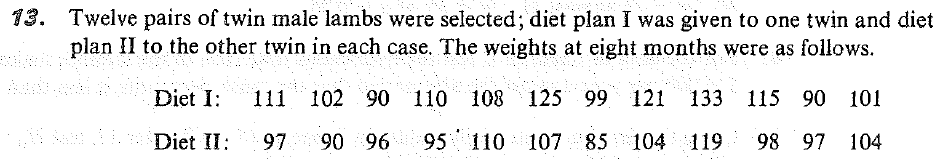 13. Twelve pairs of twin male lambs were selected; diet plan I was given to one twin and diet
plan II to the other twin in each case. The weights at eight months were as follows.
Diet I: 111 102 90 110 108 125 99 121 133 115 90 101
Diet II: 97 90 96 95 110 107 85 104 119 98 97 104